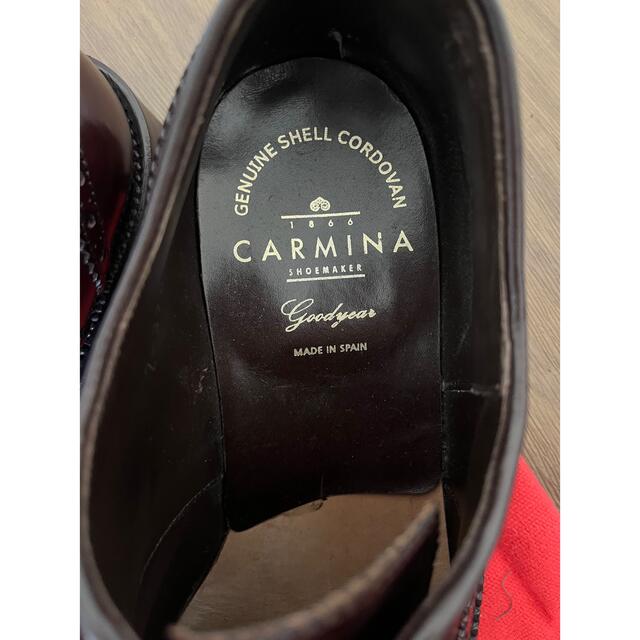 GENUINE SHELL CORDOVAN
1866
CARMINA
SHOEMAKER
Goodyear
MADE IN SPAIN